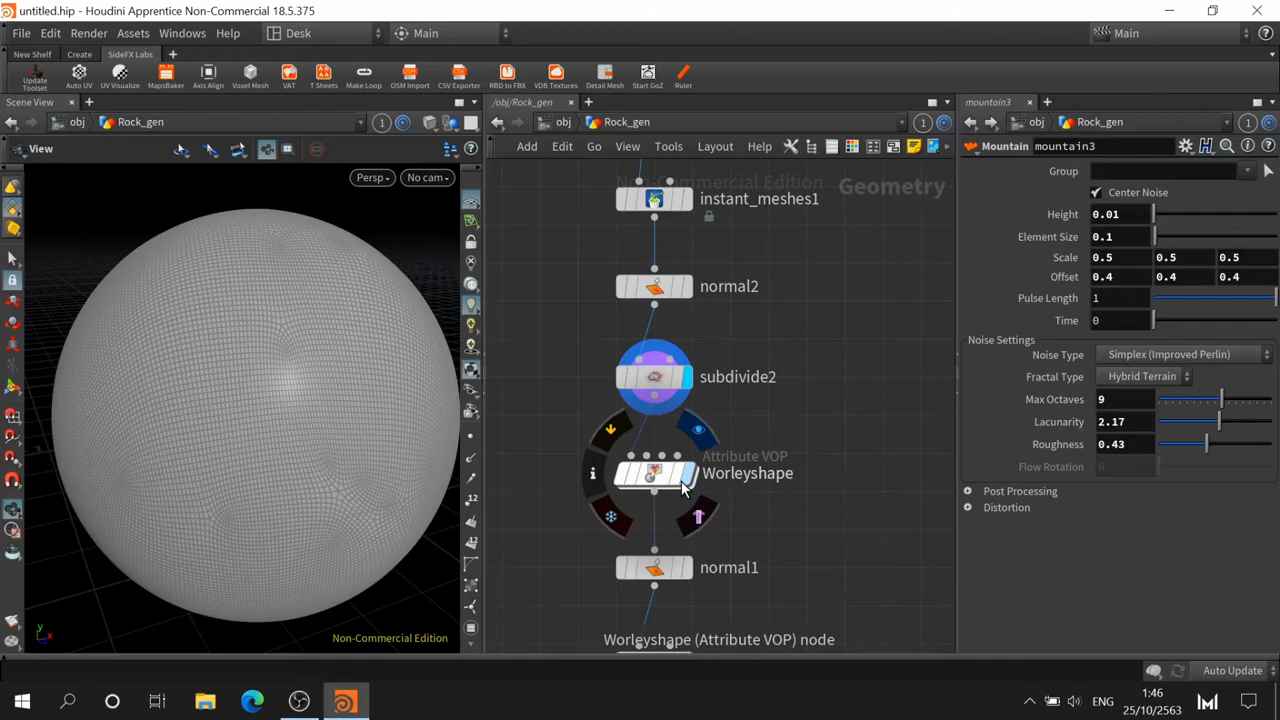 untitled.hip - Houdini Apprentice Non-Commercial 18.5.375
File Edit Render Assets Windows Help Desk Main Main
New Shelf Create SideFX Labs
Update Toolset Auto UV UV Visualize MapsBaker Axis Align Voxel Mesh VAT T Sheets Make Loop OSM Import CSV Exporter RBD to FBX VDB Textures Detail Mesh Start GoZ Ruler
Scene View /obj/Rock_gen mountain3
obj Rock_gen 1 obj Rock_gen 1 obj Rock_gen 1
View Add Edit Go View Tools Layout Help Mountain mountain3
Persp No cam
Non-Commercial Edition Geometry
instant_meshes1
normal2
subdivide2
Attribute VOP
Worleyshape
normal1
Worleyshape (Attribute VOP) node
Non-Commercial Edition
y
x
12
12
Group
Center Noise
Height 0.01
Element Size 0.1
Scale 0.5 0.5 0.5
Offset 0.4 0.4 0.4
Pulse Length 1
Time 0
Noise Settings
Noise Type Simplex (Improved Perlin)
Fractal Type Hybrid Terrain
Max Octaves 9
Lacunarity 2.17
Roughness 0.43
Flow Rotation 0
Post Processing
Distortion
Auto Update
ENG 1:46
25/10/2563